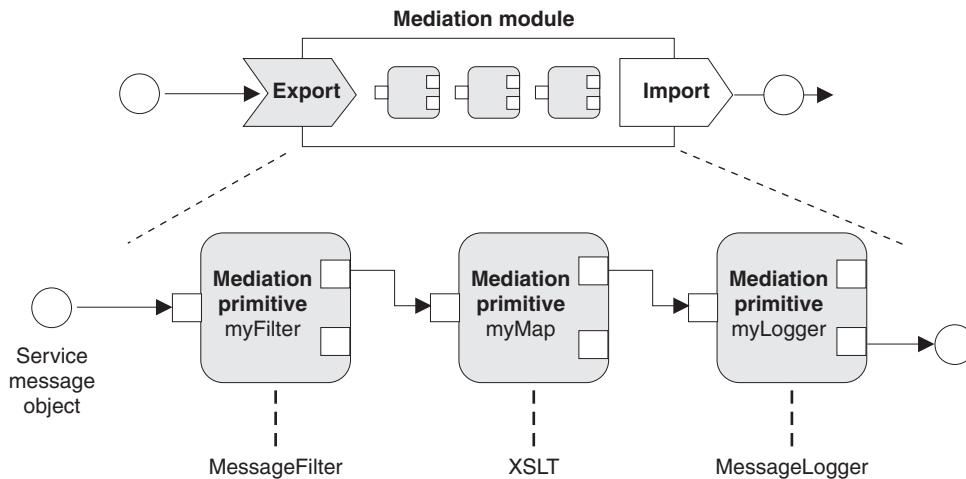 Mediation module
Export
Import
Mediation
primitive
myFilter
Mediation
primitive
myMap
Mediation
primitive
myLogger
Service
message
object
MessageFilter
XSLT
MessageLogger